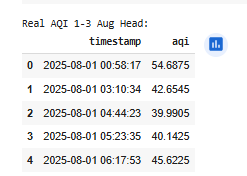 Real AQI 1-3 Aug Head:
timestamp aqi
0 2025-08-01 00:58:17 54.6875
1 2025-08-01 03:10:34 42.6545
2 2025-08-01 04:44:23 39.9905
3 2025-08-01 05:23:35 40.1425
4 2025-08-01 06:17:53 45.6225